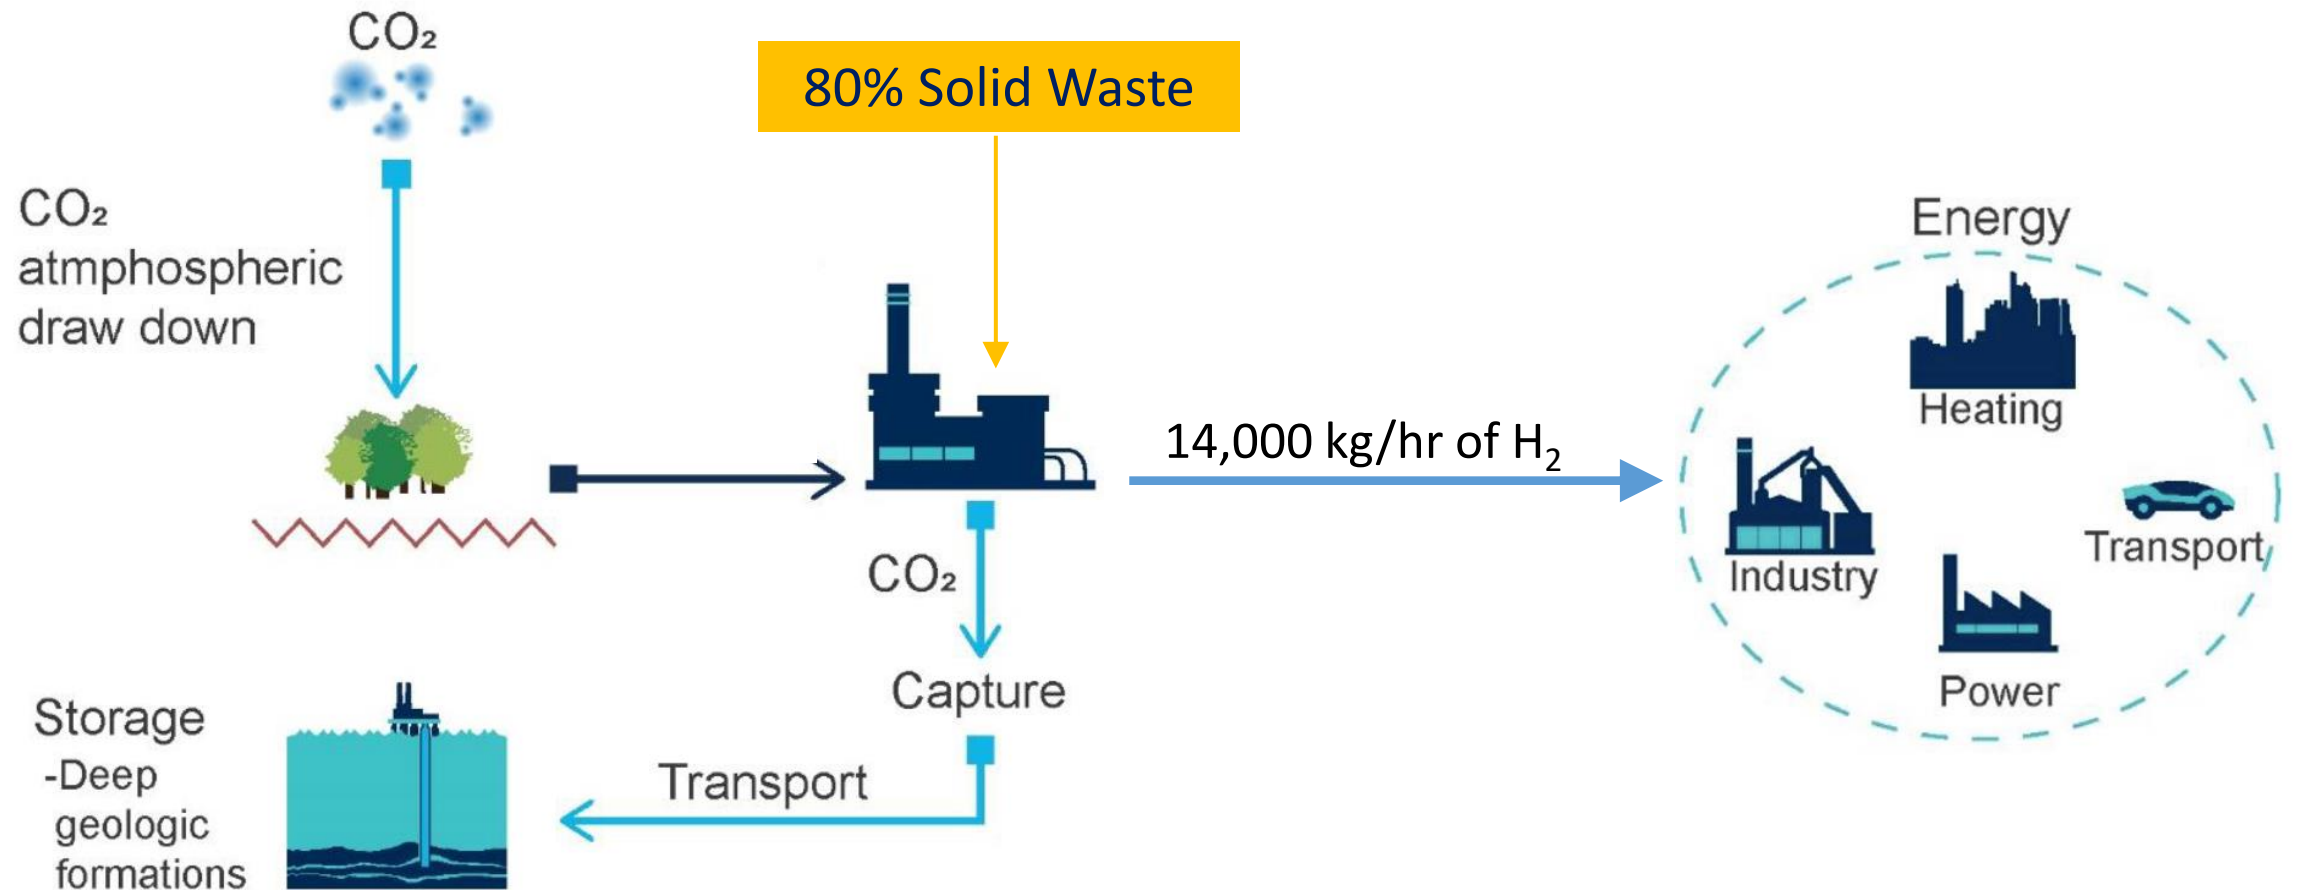 CO₂
80% Solid Waste
CO₂
atmphospheric
draw down
Energy
Heating
14,000 kg/hr of H₂
Industry
Transport
CO₂
Power
Capture
Storage
-Deep
geologic
formations
Transport